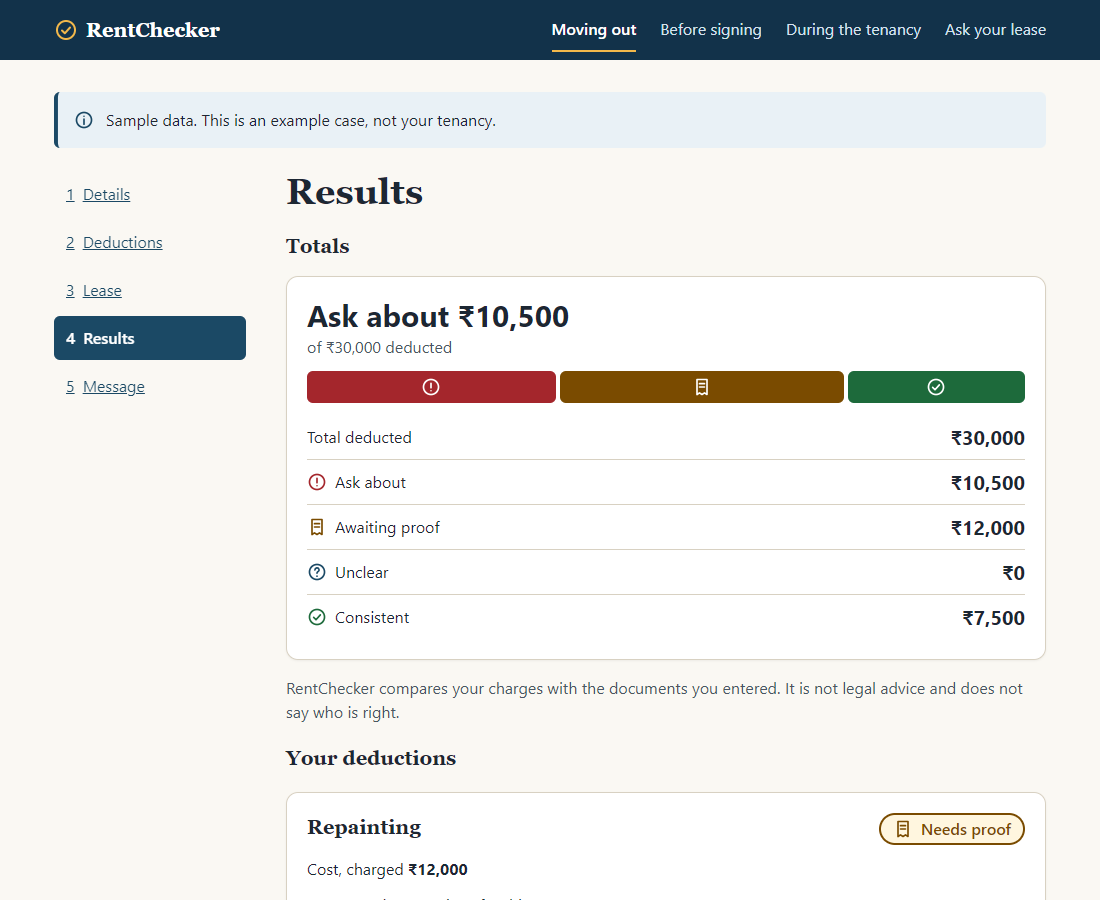 RentChecker
Moving out
Before signing
During the tenancy
Ask your lease
Sample data. This is an example case, not your tenancy.
1 Details
2 Deductions
3 Lease
4 Results
5 Message
Results
Totals
Ask about ₹10,500
of ₹30,000 deducted
Total deducted ₹30,000
Ask about ₹10,500
Awaiting proof ₹12,000
Unclear ₹0
Consistent ₹7,500
RentChecker compares your charges with the documents you entered. It is not legal advice and does not
say who is right.
Your deductions
Repainting
Needs proof
Cost, charged ₹12,000